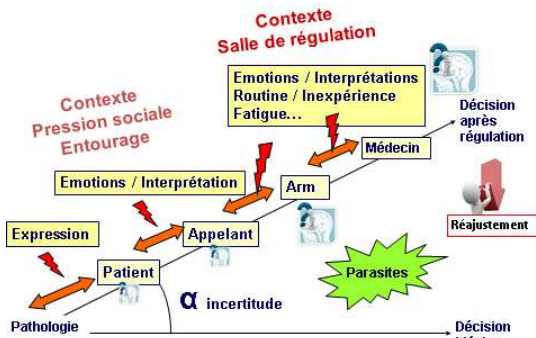 Contexte
Salle de régulation
Emotions / Interprétations
Routine / Inexpérience
Fatigue...
Contexte
Pression sociale
Entourage
Décision
après
régulation
Médecin
Emotions / Interprétation
Arm
Réajustement
Expression
Appelant
Patient
Parasites
α incertitude
Pathologie
Décision